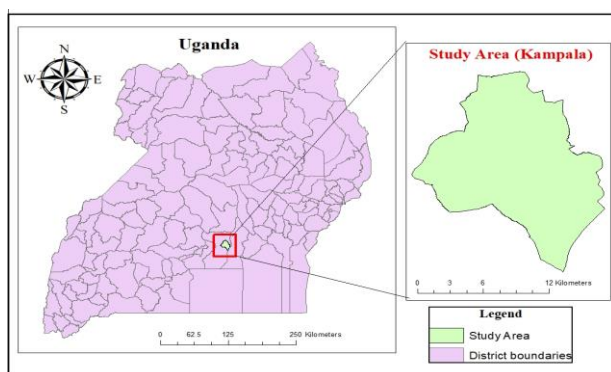 Uganda
N
W E
S
0 62.5 125 250 Kilometers
Study Area (Kampala)
0 3 6 12 Kilometers
Legend
Study Area
District boundaries